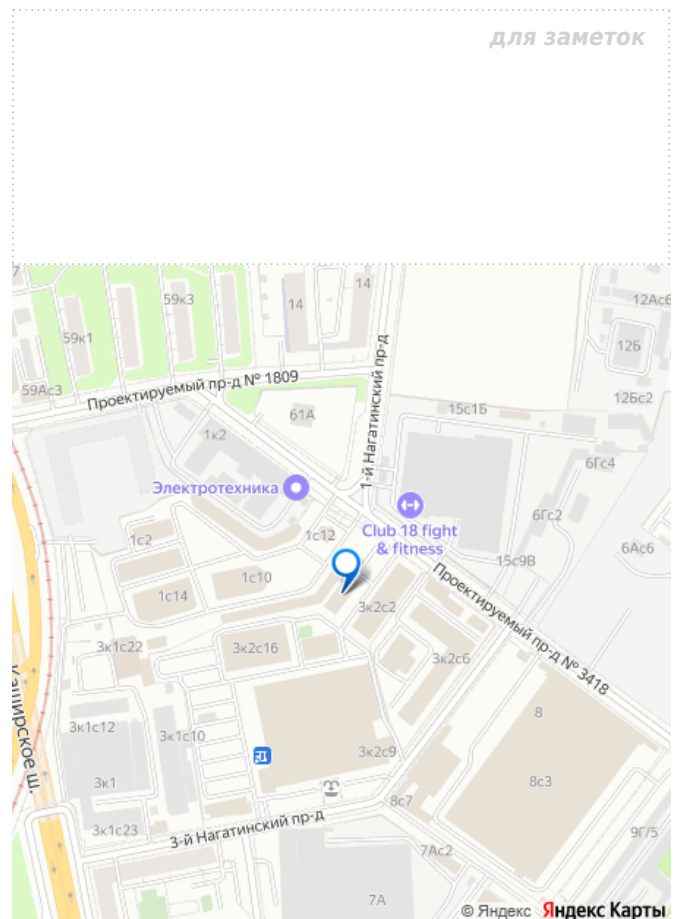 для заметок
7
59к3
14
14
12Ас6
59к1
12Б
59Ас3
Проектируемый пр-д № 1809
12Бс2
61А
15с1Б
1к2
1-й Нагатинский пр-д
6Гс4
Электротехника
Club 18 fight
& fitness
6Гс2
1с2
1с12
6Ас6
15с9В
1с10
1с14
3к2с2
Проектируемый пр-д № 3418
3к1с22
3к2с16
3к2с6
Каширское ш.
3к1с12
3к1с10
8
3к2с9
3к1
8с3
8с7
3к1с23
3-й Нагатинский пр-д
9Г/5
7Ас2
7А
© Яндекс Яндекс Карты